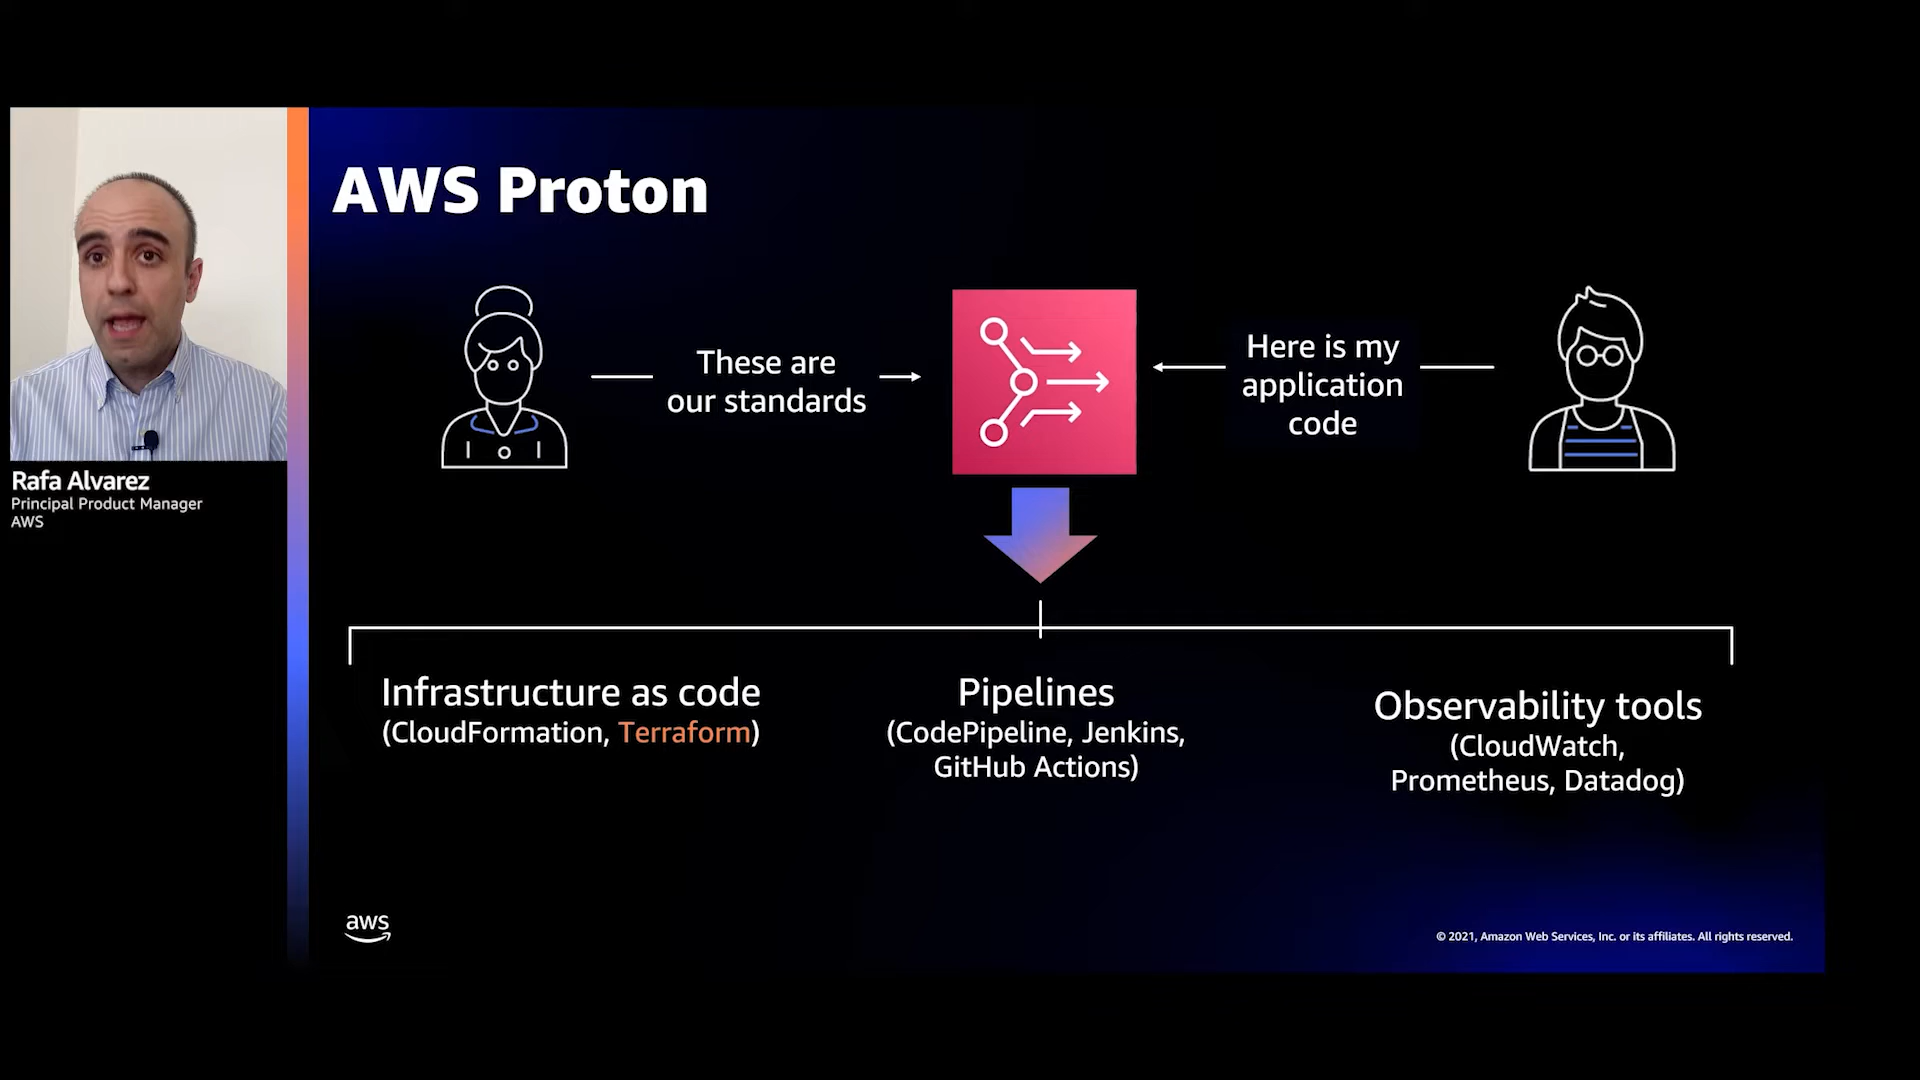 AWS Proton
These are
our standards
Here is my
application
code
Rafa Alvarez
Principal Product Manager
AWS
Infrastructure as code
(CloudFormation, Terraform)
Pipelines
(CodePipeline, Jenkins,
GitHub Actions)
Observability tools
(CloudWatch,
Prometheus, Datadog)
aws
© 2021, Amazon Web Services, Inc. or its affiliates. All rights reserved.